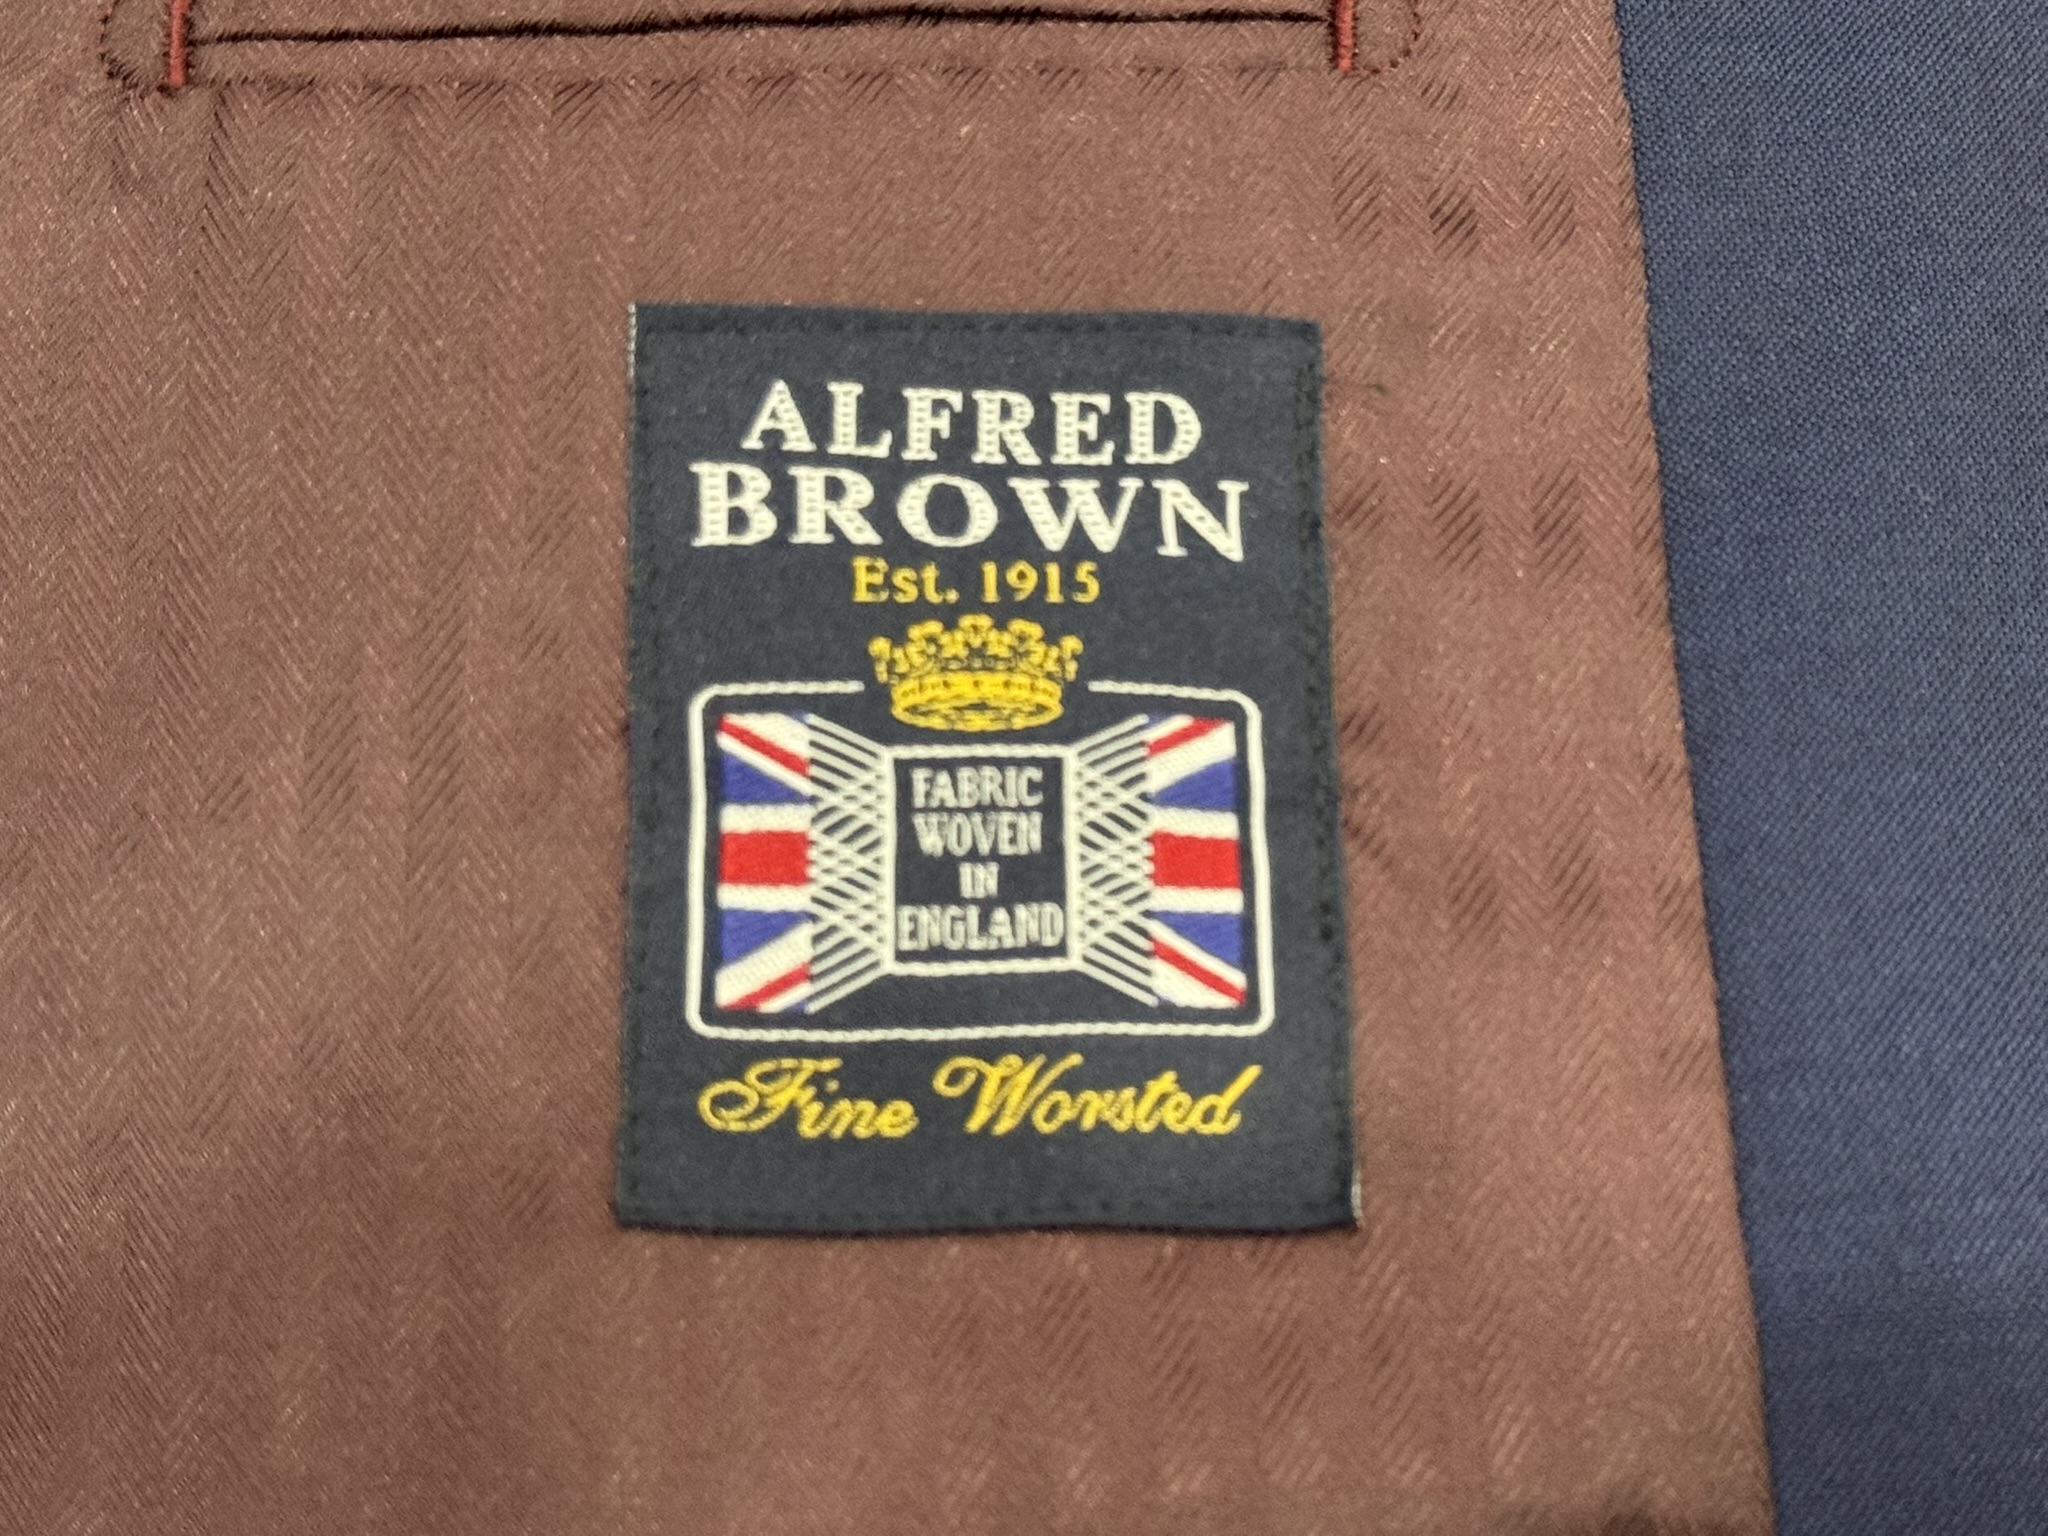 ALFRED
BROWN
Est. 1915
FABRIC
WOVEN
IN
ENGLAND
Fine Worsted